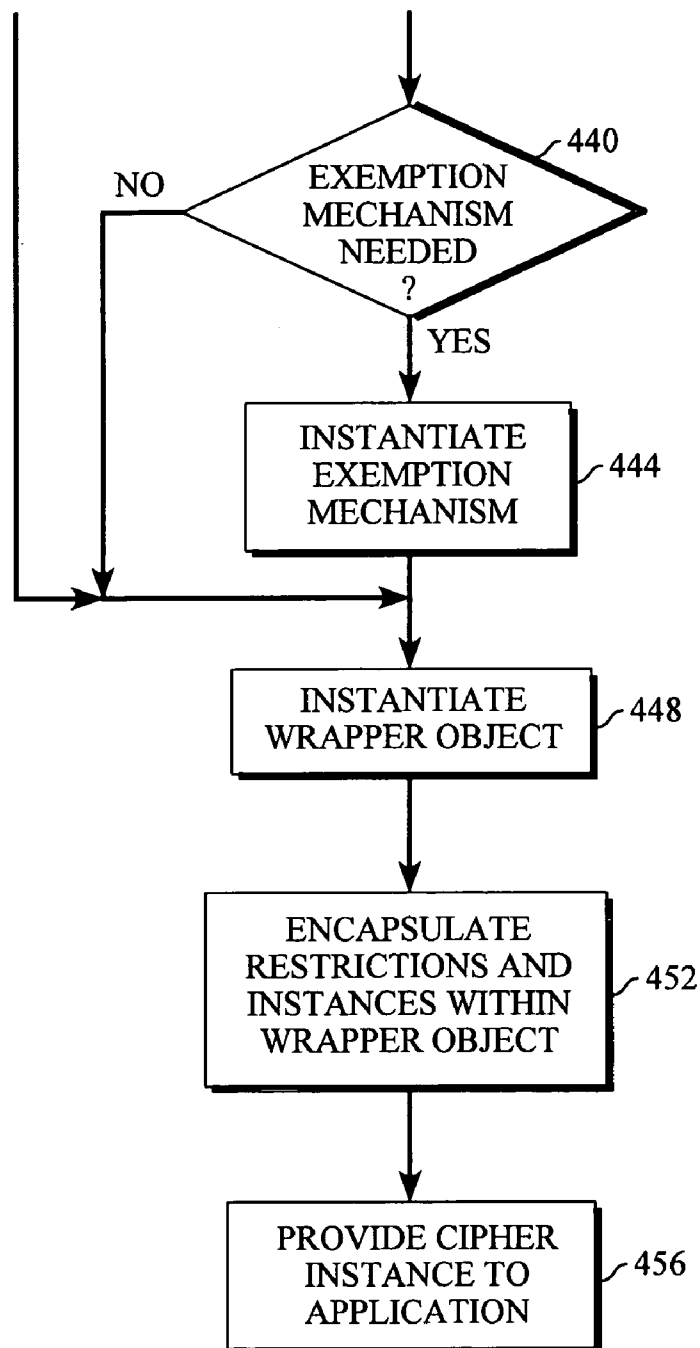 440
NO
EXEMPTION
MECHANISM
NEEDED
?
YES
INSTANTIATE
EXEMPTION
MECHANISM
444
INSTANTIATE
WRAPPER OBJECT
448
ENCAPSULATE
RESTRICTIONS AND
INSTANCES WITHIN
WRAPPER OBJECT
452
PROVIDE CIPHER
INSTANCE TO
APPLICATION
456